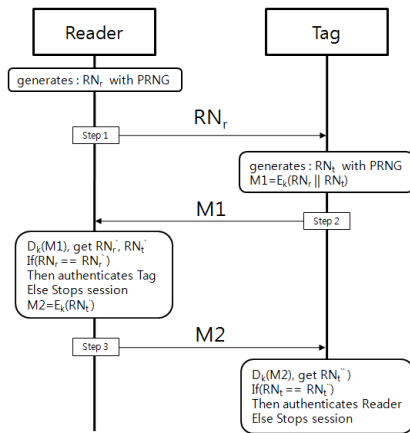 Reader
Tag
generates : RNr with PRNG
RNr
Step 1
generates : RNt with PRNG
M1=Ek(RNr || RNt)
M1
Step 2
Dk(M1), get RNr', RNt'
If(RNr == RNr')
Then authenticates Tag
Else Stops session
M2=Ek(RNt')
M2
Step 3
Dk(M2), get RNt'')
If(RNt == RNt'')
Then authenticates Reader
Else Stops session